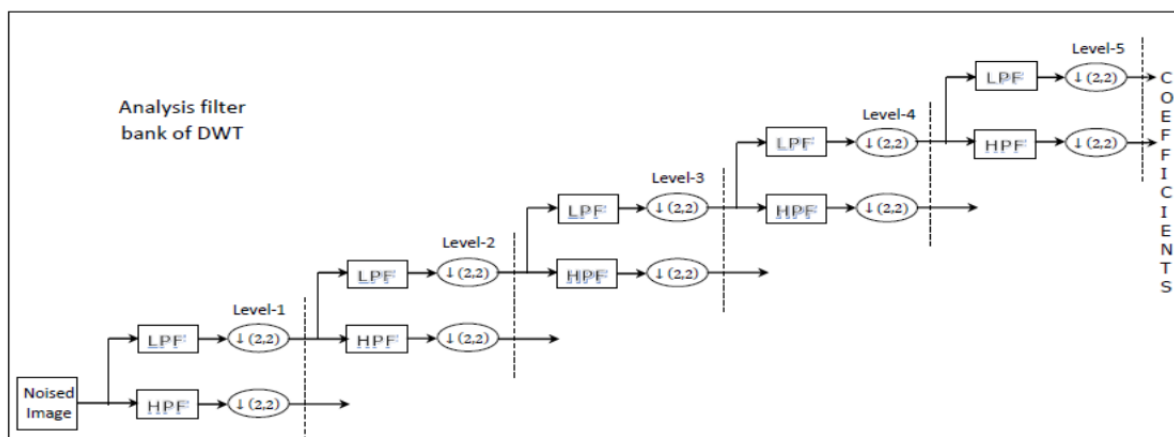 Analysis filter
bank of DWT
Level-5
LPF
↓(2,2)
HPF
↓(2,2)
Level-4
LPF
↓(2,2)
HPF
↓(2,2)
Level-3
LPF
↓(2,2)
HPF
↓(2,2)
Level-2
LPF
↓(2,2)
HPF
↓(2,2)
Level-1
LPF
↓(2,2)
HPF
↓(2,2)
Noised
Image
COEFFICIENTS